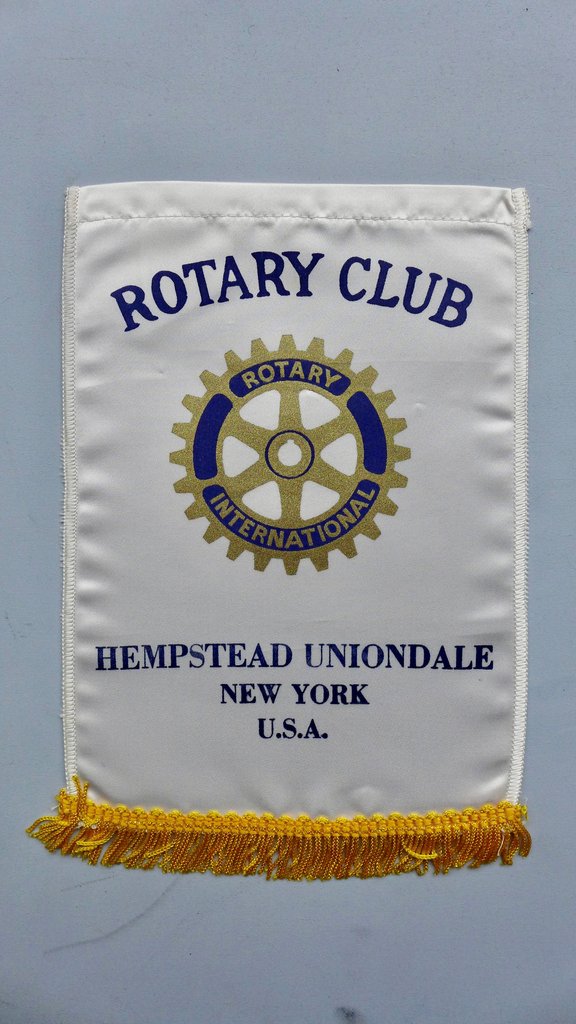 ROTARY CLUB
ROTARY
INTERNATIONAL
HEMPSTEAD UNIONDALE
NEW YORK
U.S.A.